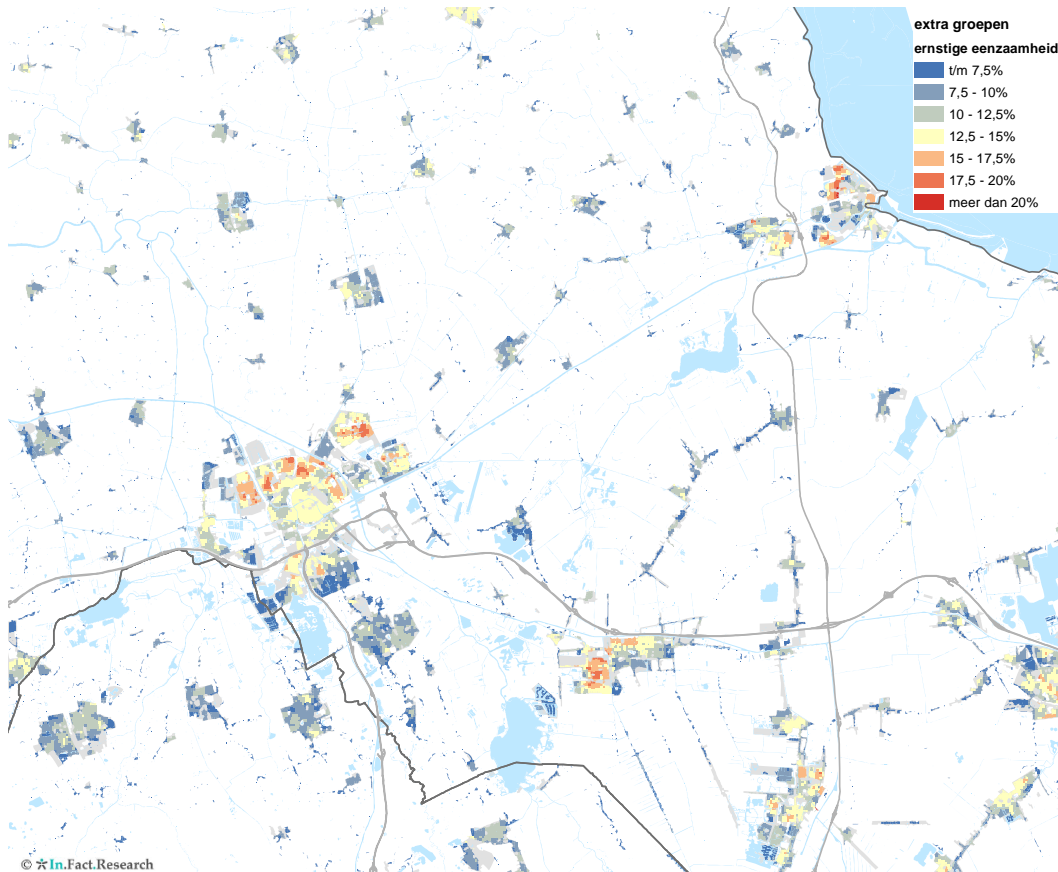 extra groepen
ernstige eenzaamheid
t/m 7,5%
7,5 - 10%
10 - 12,5%
12,5 - 15%
15 - 17,5%
17,5 - 20%
meer dan 20%
© In.Fact.Research